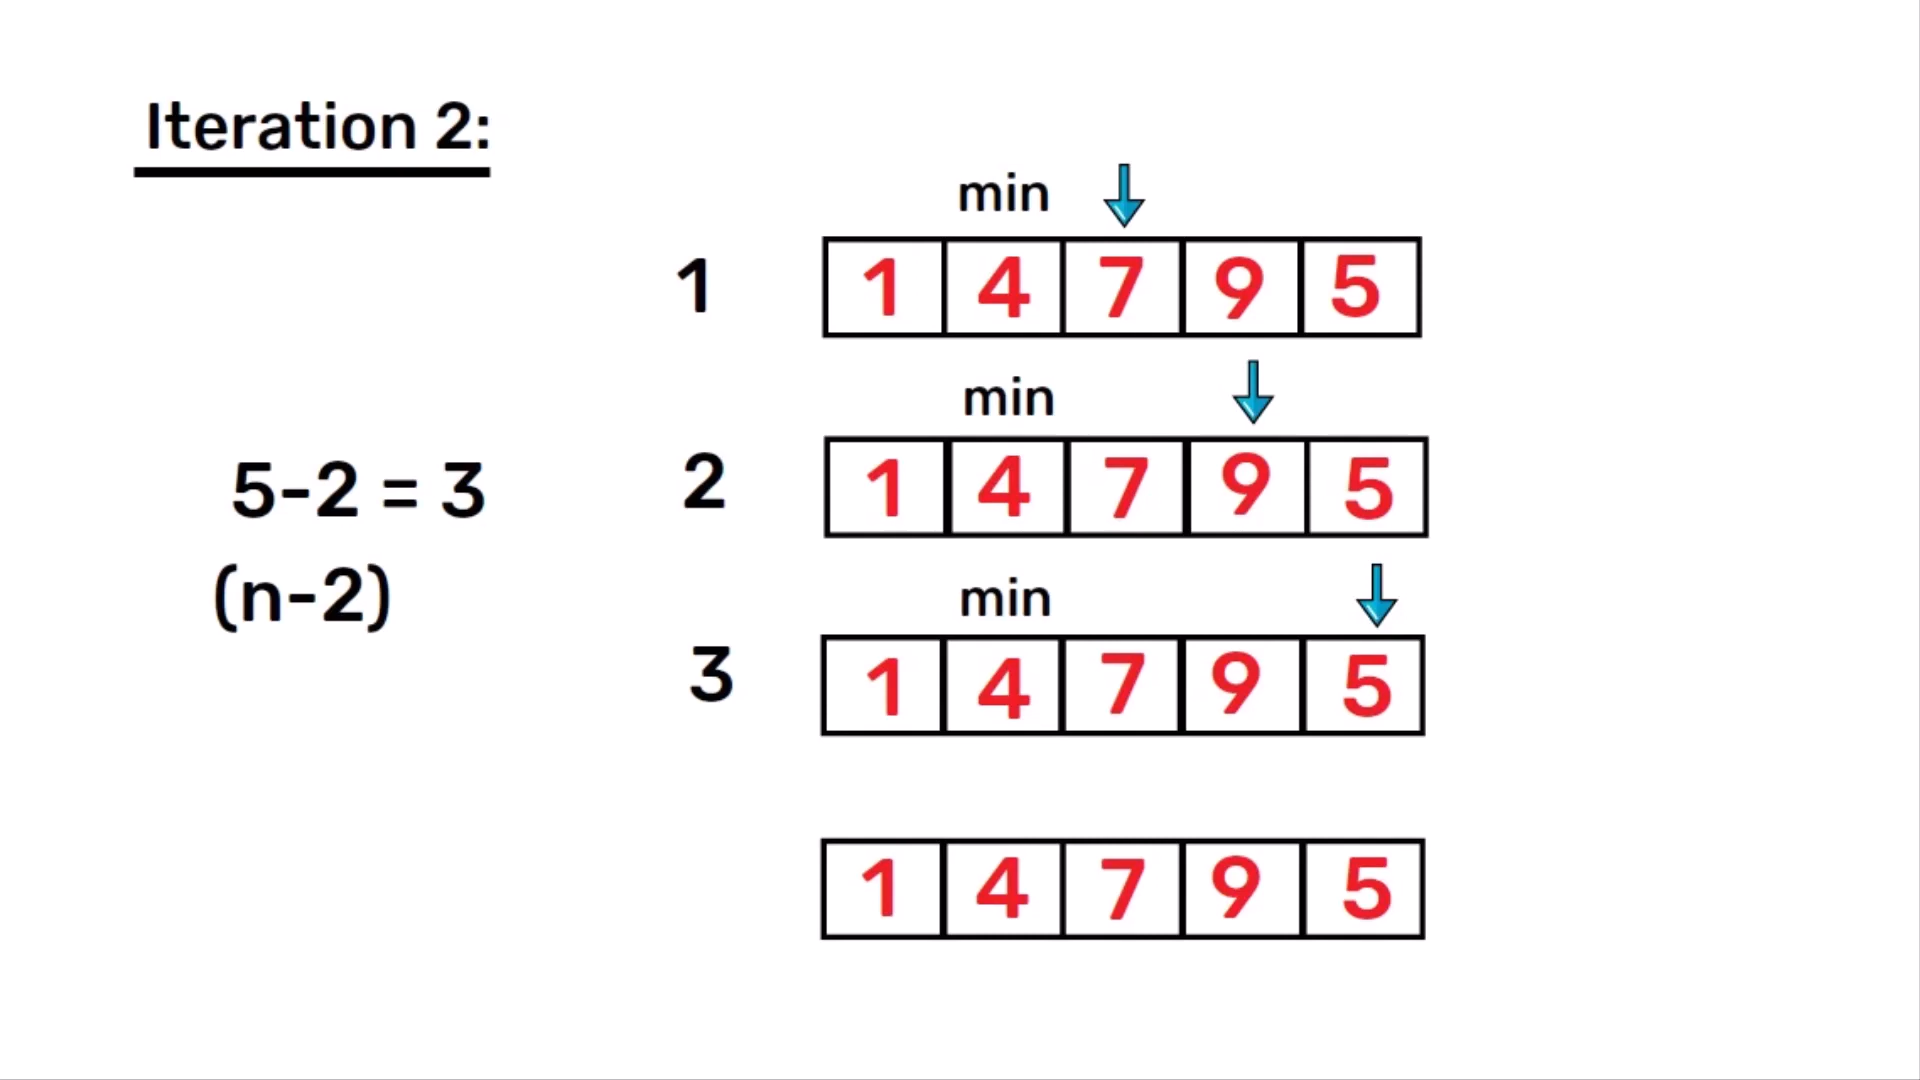 Iteration 2:
min
1 1 4 7 9 5
min
5-2 = 3
(n-2)
2 1 4 7 9 5
min
3 1 4 7 9 5
1 4 7 9 5